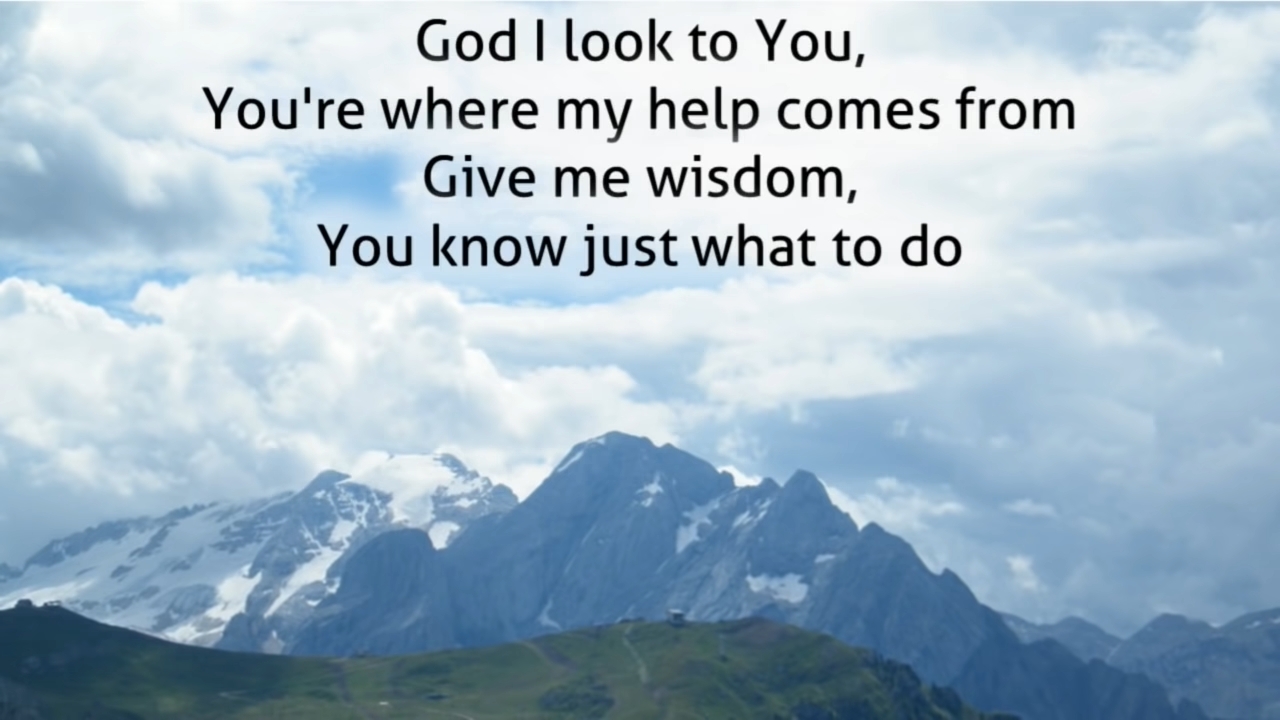 God I look to You,
You're where my help comes from
Give me wisdom,
You know just what to do